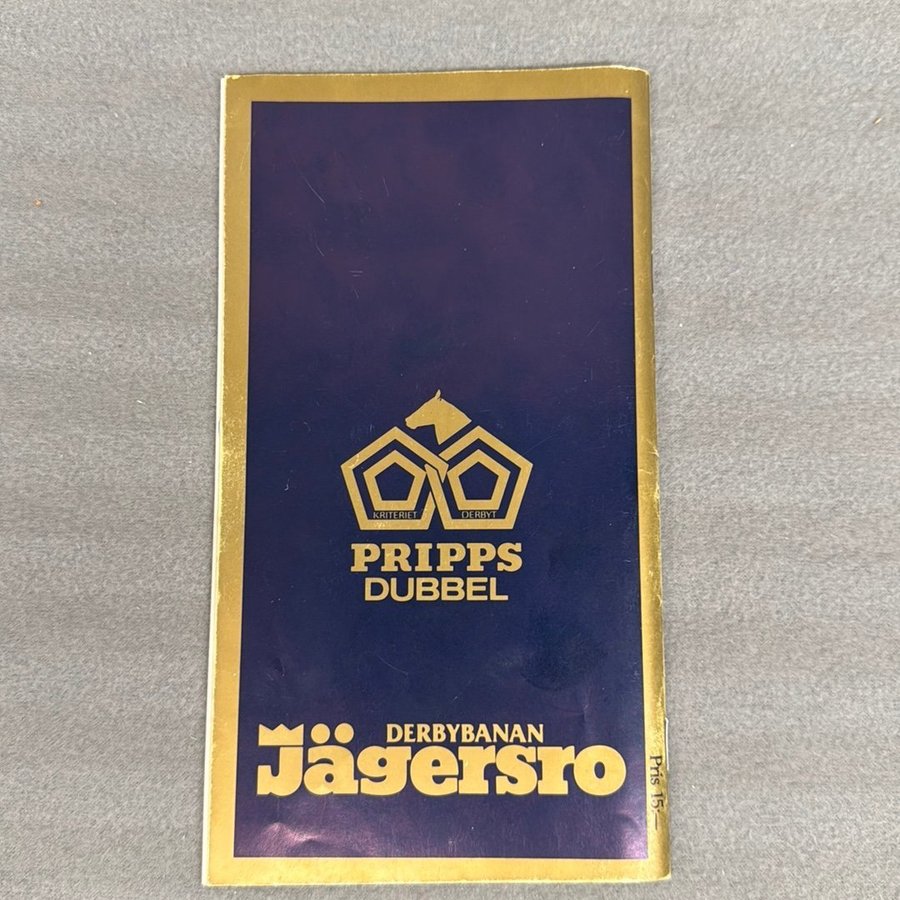 KRITERIET DERBYT
PRIPPS
DUBBEL
DERBYBANAN
Jägersro
Pris 15:—